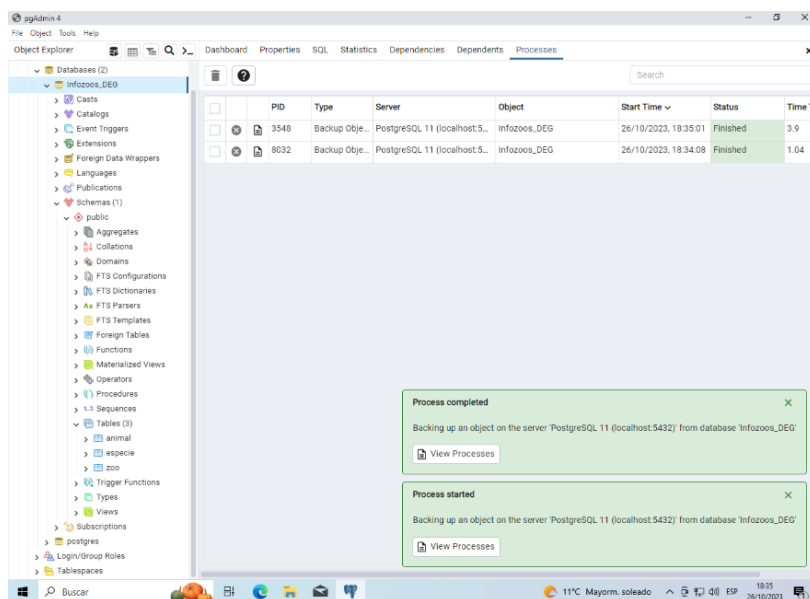 pgAdmin 4
File Object Tools Help
Object Explorer
Dashboard Properties SQL Statistics Dependencies Dependents Processes
Databases (2)
Infozoos_DEG
Casts
Catalogs
Event Triggers
Extensions
Foreign Data Wrappers
Languages
Publications
Schemas (1)
public
Aggregates
Collations
Domains
FTS Configurations
FTS Dictionaries
FTS Parsers
FTS Templates
Foreign Tables
Functions
Materialized Views
Operators
Procedures
1..3 Sequences
Tables (3)
animal
especie
zoo
Trigger Functions
Types
Views
Subscriptions
postgres
Login/Group Roles
Tablespaces
Search
PID Type Server Object Start Time Status Time
3548 Backup Obje... PostgreSQL 11 (localhost:5... Infozoos_DEG 26/10/2023, 18:35:01 Finished 3.9
8032 Backup Obje... PostgreSQL 11 (localhost:5... Infozoos_DEG 26/10/2023, 18:34:08 Finished 1.04
Process completed
Backing up an object on the server 'PostgreSQL 11 (localhost:5432)' from database 'Infozoos_DEG'
View Processes
Process started
Backing up an object on the server 'PostgreSQL 11 (localhost:5432)' from database 'Infozoos_DEG'
View Processes
Buscar
11°C Mayorm. soleado
ESP
18:35
26/10/2023